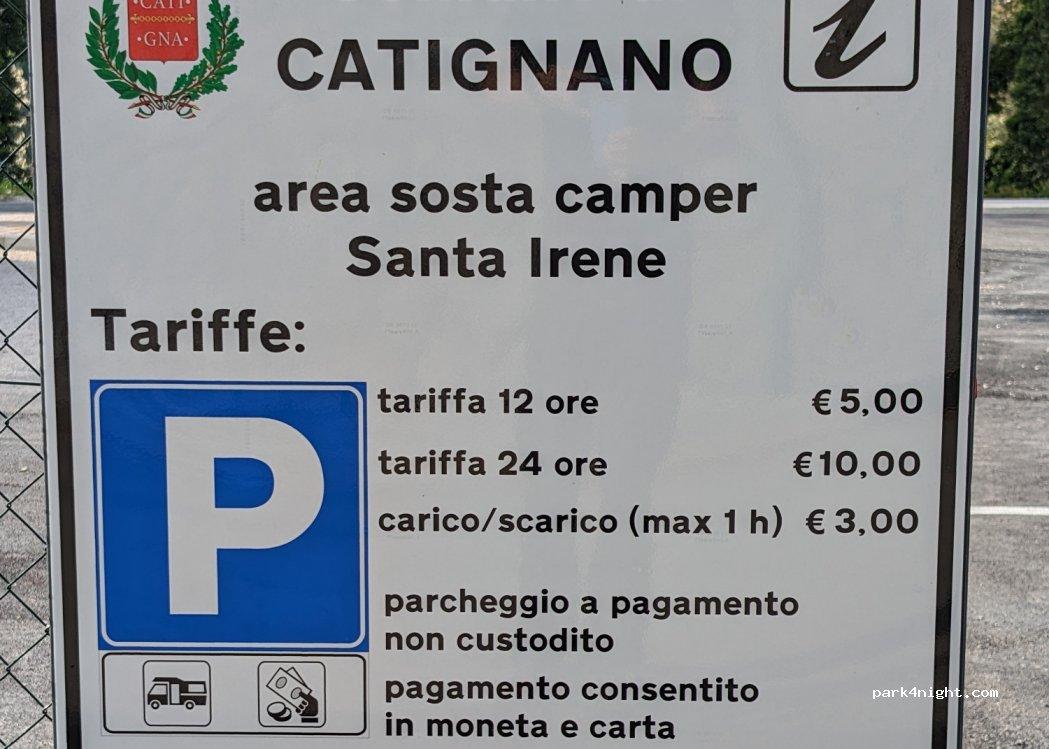 ·CATI·
·GNA·
CATIGNANO
i
area sosta camper
Santa Irene
Tariffe:
P
tariffa 12 ore €5,00
tariffa 24 ore €10,00
carico/scarico (max 1 h) €3,00
parcheggio a pagamento
non custodito
pagamento consentito
in moneta e carta
park4night.com